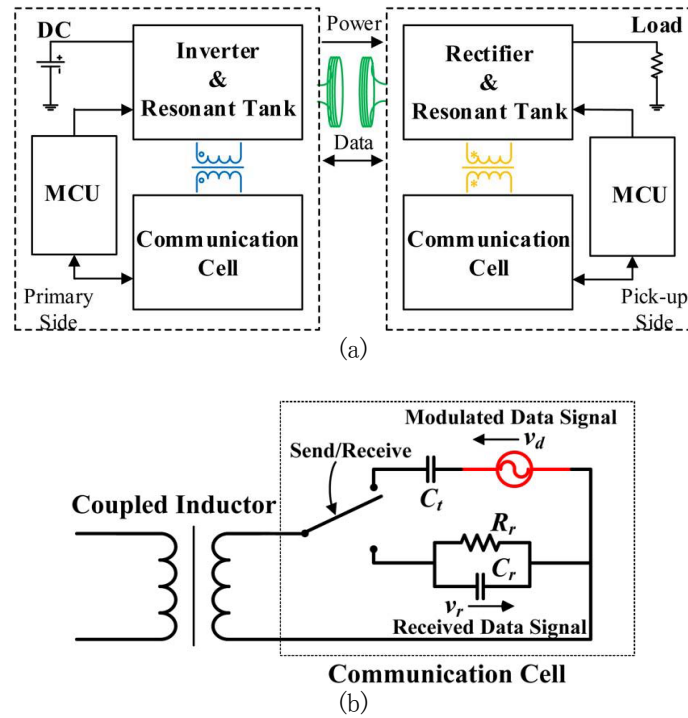 DC
Inverter
&
Resonant Tank
Power
Data
Rectifier
&
Resonant Tank
Load
MCU
Communication
Cell
Primary
Side
Communication
Cell
MCU
Pick-up
Side
(a)
Modulated Data Signal
v_d
Send/Receive
C_t
Coupled Inductor
R_r
C_r
v_r
Received Data Signal
Communication Cell
(b)